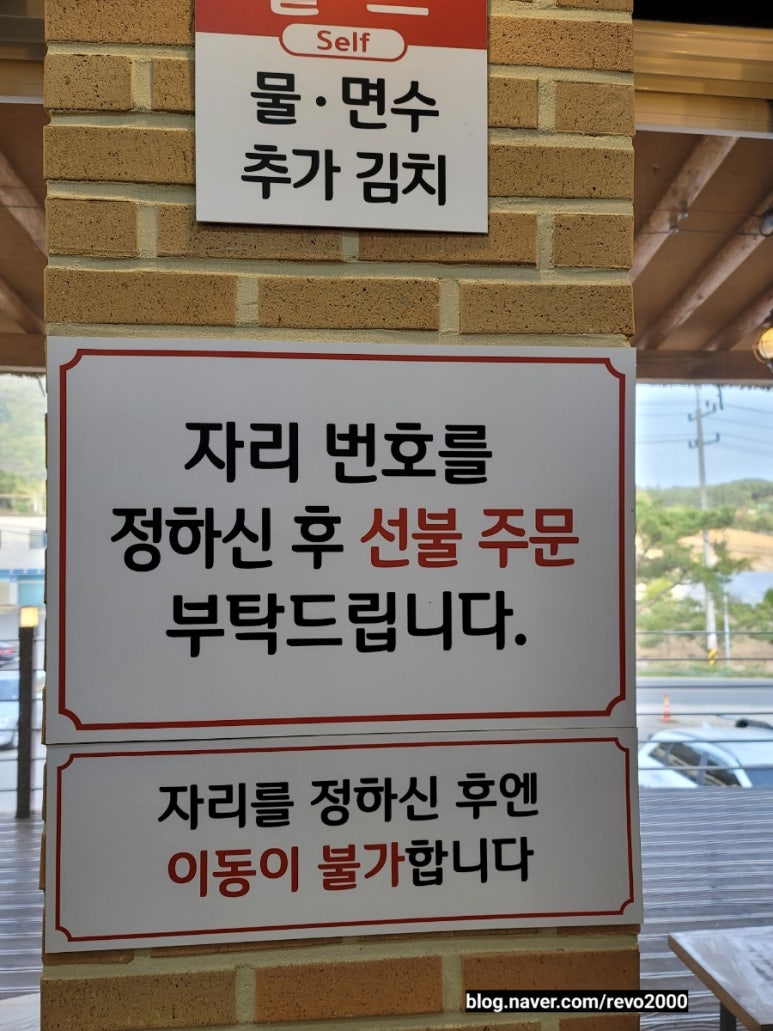 Self
물·면수
추가 김치
자리 번호를
정하신 후 선불 주문
부탁드립니다.
자리를 정하신 후엔
이동이 불가합니다
blog.naver.com/revo2000